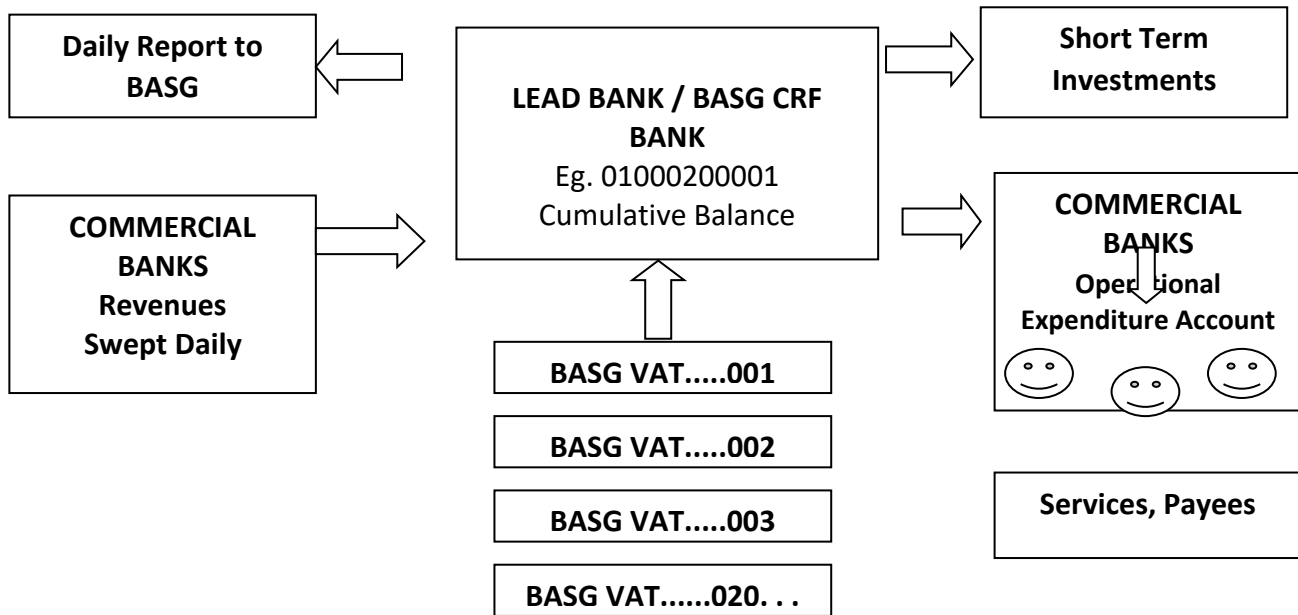 Daily Report to
BASG
LEAD BANK / BASG CRF
BANK
Eg. 01000200001
Cumulative Balance
Short Term
Investments
COMMERCIAL
BANKS
Revenues
Swept Daily
COMMERCIAL
BANKS
Operational
Expenditure Account
BASG VAT.....001
BASG VAT.....002
BASG VAT.....003
BASG VAT......020. . .
Services, Payees